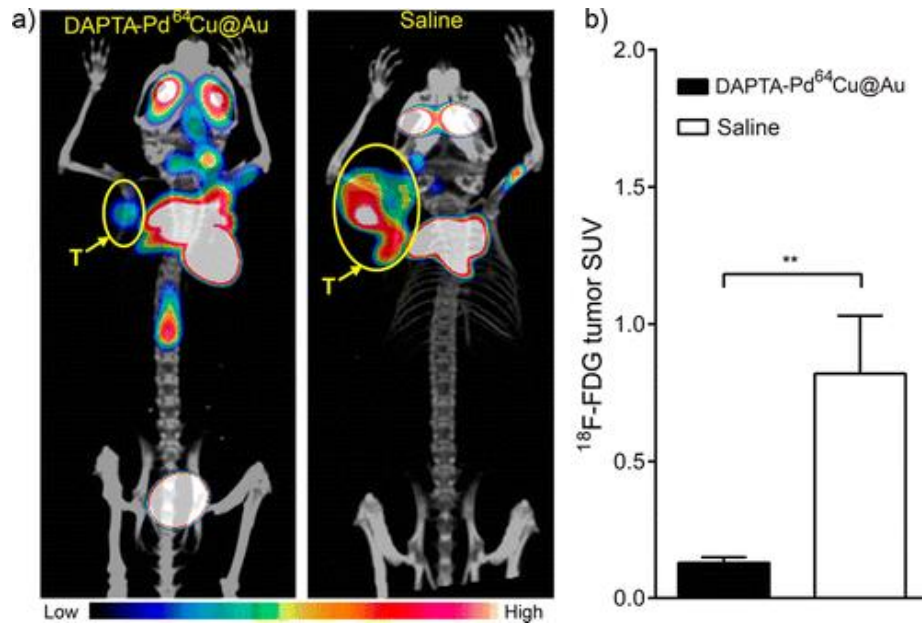 a)
DAPTA-Pd⁶⁴Cu@Au
Saline
T
T
Low
High
b)
¹⁸F-FDG tumor SUV
2.0
1.5
1.0
0.5
0.0
DAPTA-Pd⁶⁴Cu@Au
Saline
**